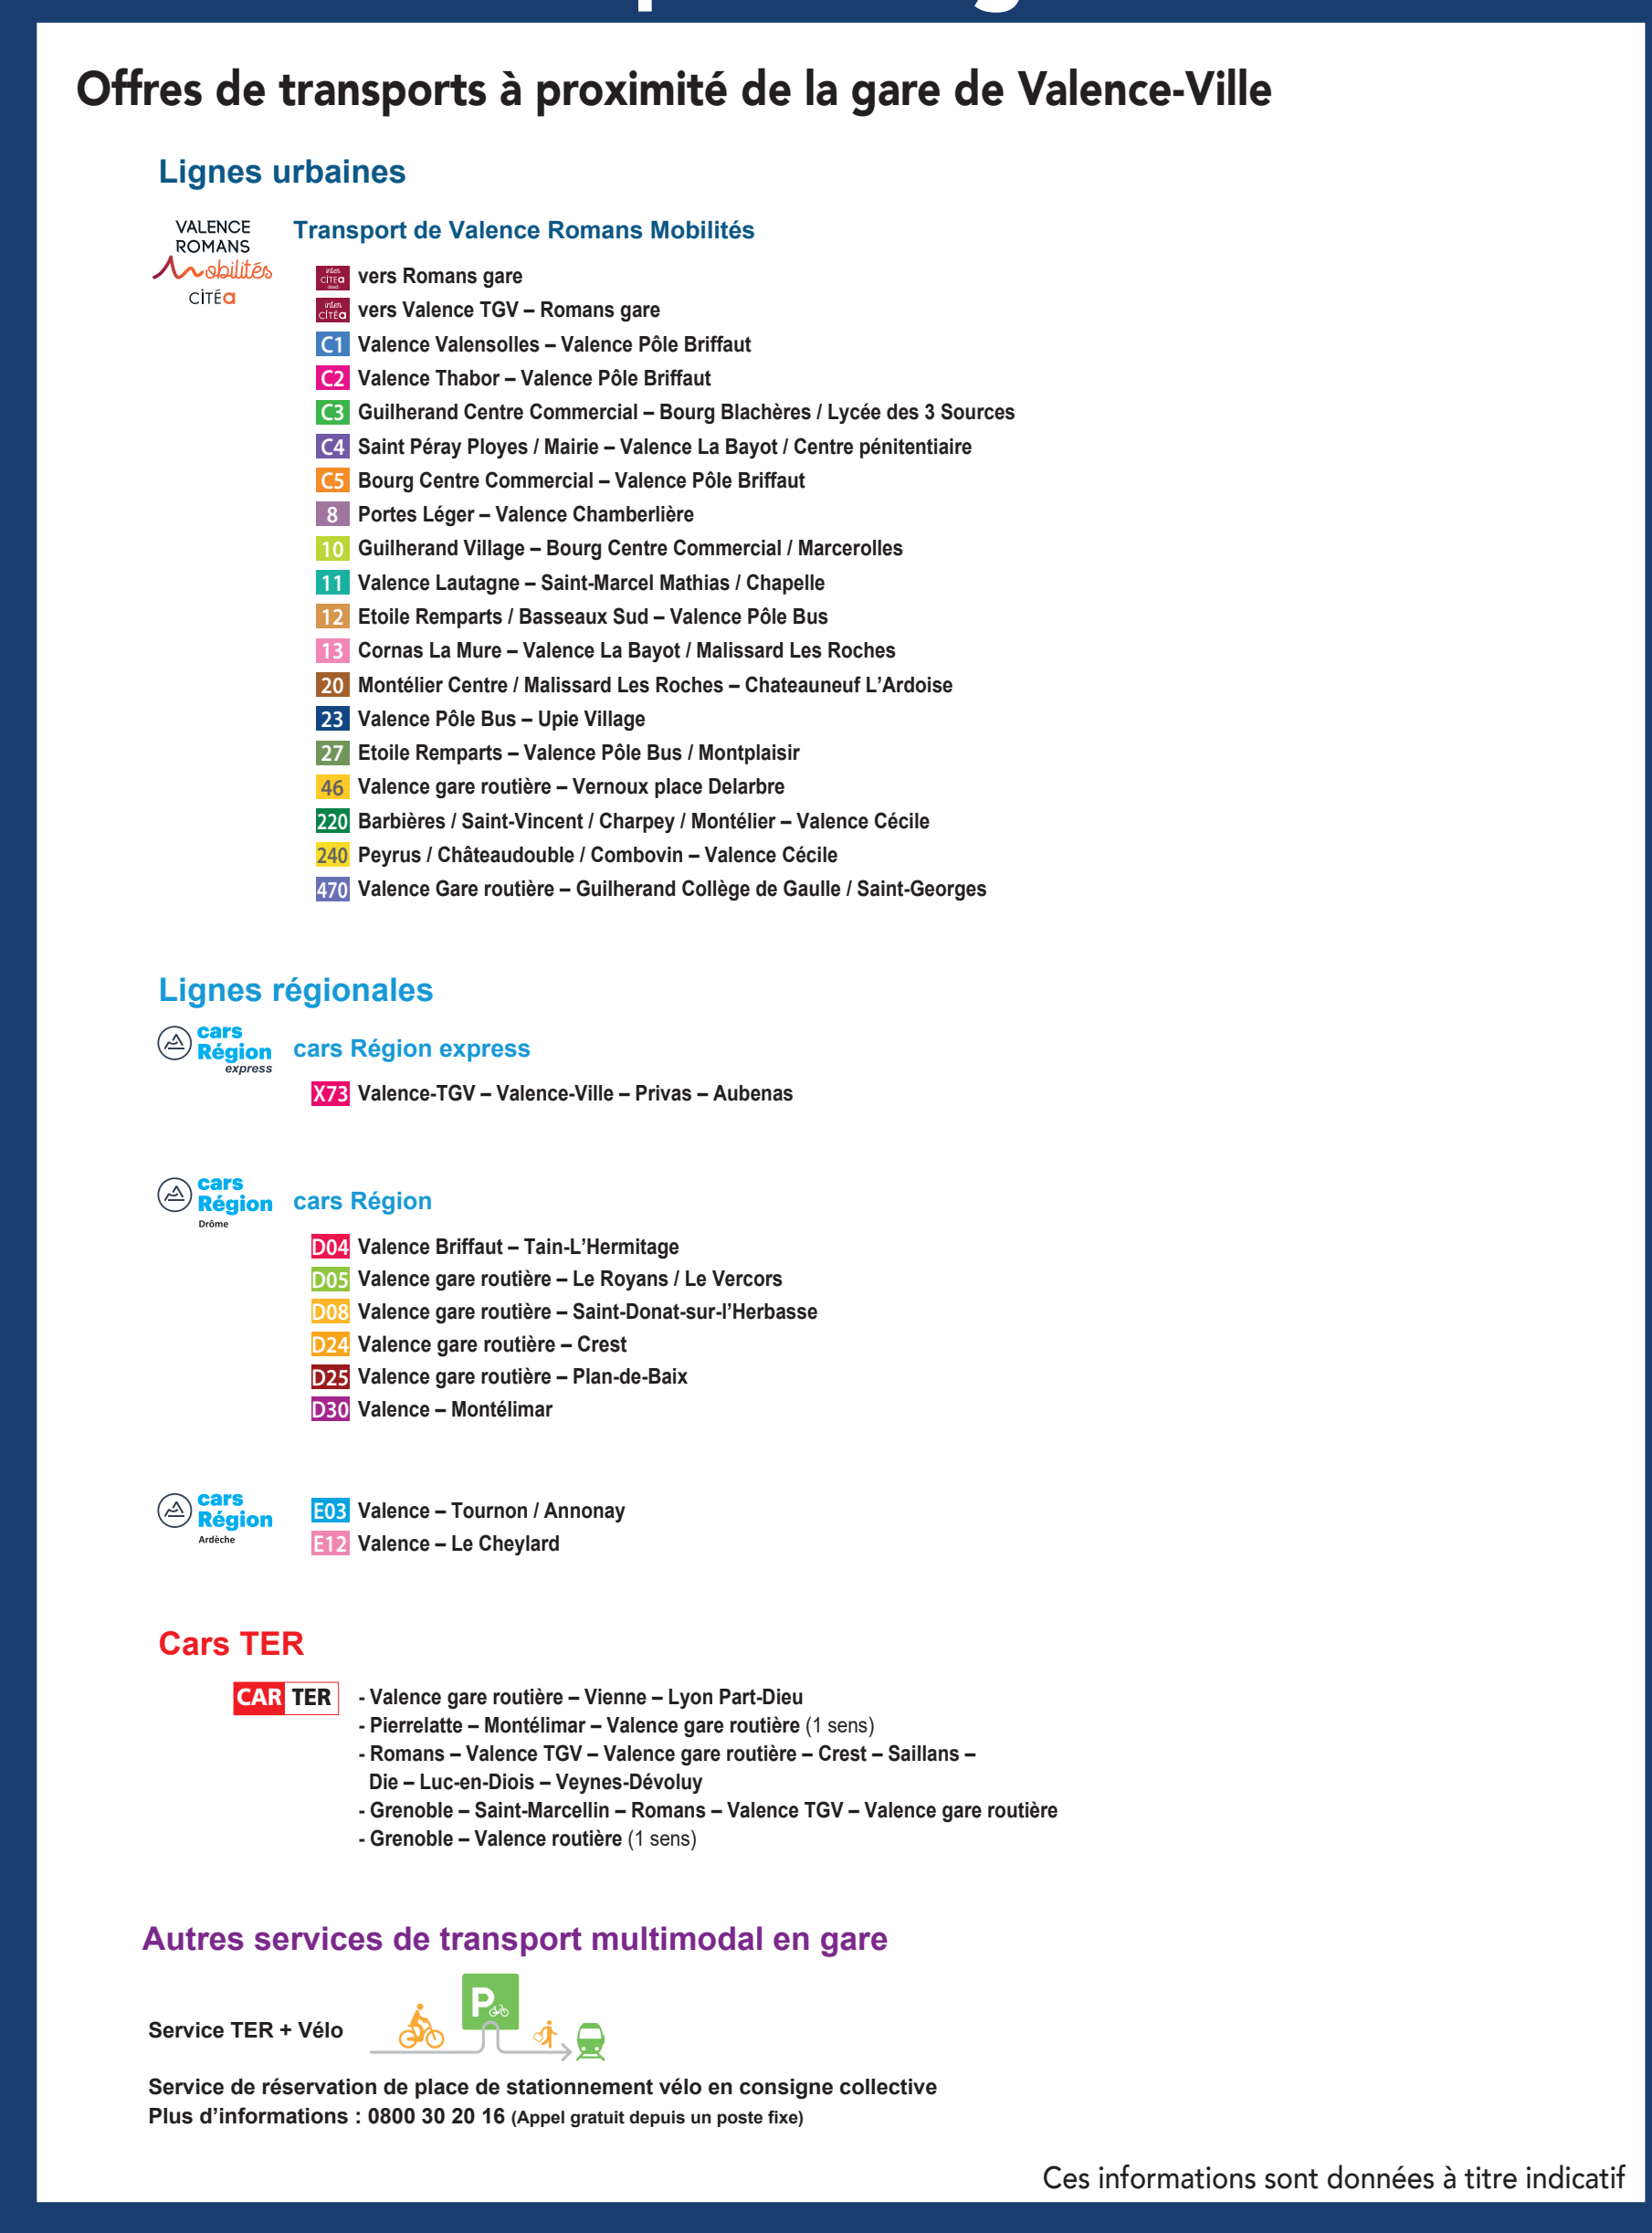 Offres de transports à proximité de la gare de Valence-Ville
Lignes urbaines
VALENCE
ROMANS
Mobilités
CITÉA
Transport de Valence Romans Mobilités
inter CITÉA vers Romans gare
inter CITÉA vers Valence TGV – Romans gare
C1 Valence Valensolles – Valence Pôle Briffaut
C2 Valence Thabor – Valence Pôle Briffaut
C3 Guilherand Centre Commercial – Bourg Blachères / Lycée des 3 Sources
C4 Saint Péray Ployes / Mairie – Valence La Bayot / Centre pénitentiaire
C5 Bourg Centre Commercial – Valence Pôle Briffaut
8 Portes Léger – Valence Chamberlière
10 Guilherand Village – Bourg Centre Commercial / Marcerolles
11 Valence Lautagne – Saint-Marcel Mathias / Chapelle
12 Etoile Remparts / Basseaux Sud – Valence Pôle Bus
13 Cornas La Mure – Valence La Bayot / Malissard Les Roches
20 Montélier Centre / Malissard Les Roches – Chateauneuf L’Ardoise
23 Valence Pôle Bus – Upie Village
27 Etoile Remparts – Valence Pôle Bus / Montplaisir
46 Valence gare routière – Vernoux place Delarbre
220 Barbières / Saint-Vincent / Charpey / Montélier – Valence Cécile
240 Peyrus / Châteaudouble / Combovin – Valence Cécile
470 Valence Gare routière – Guilherand Collège de Gaulle / Saint-Georges
Lignes régionales
cars
Région
express
cars Région express
X73 Valence-TGV – Valence-Ville – Privas – Aubenas
cars
Région
Drôme
cars Région
D04 Valence Briffaut – Tain-L’Hermitage
D05 Valence gare routière – Le Royans / Le Vercors
D08 Valence gare routière – Saint-Donat-sur-l’Herbasse
D24 Valence gare routière – Crest
D25 Valence gare routière – Plan-de-Baix
D30 Valence – Montélimar
cars
Région
Ardèche
E03 Valence – Tournon / Annonay
E12 Valence – Le Cheylard
Cars TER
CAR TER
- Valence gare routière – Vienne – Lyon Part-Dieu
- Pierrelatte – Montélimar – Valence gare routière (1 sens)
- Romans – Valence TGV – Valence gare routière – Crest – Saillans –
Die – Luc-en-Diois – Veynes-Dévoluy
- Grenoble – Saint-Marcellin – Romans – Valence TGV – Valence gare routière
- Grenoble – Valence routière (1 sens)
Autres services de transport multimodal en gare
P
Service TER + Vélo
Service de réservation de place de stationnement vélo en consigne collective
Plus d’informations : 0800 30 20 16 (Appel gratuit depuis un poste fixe)
Ces informations sont données à titre indicatif